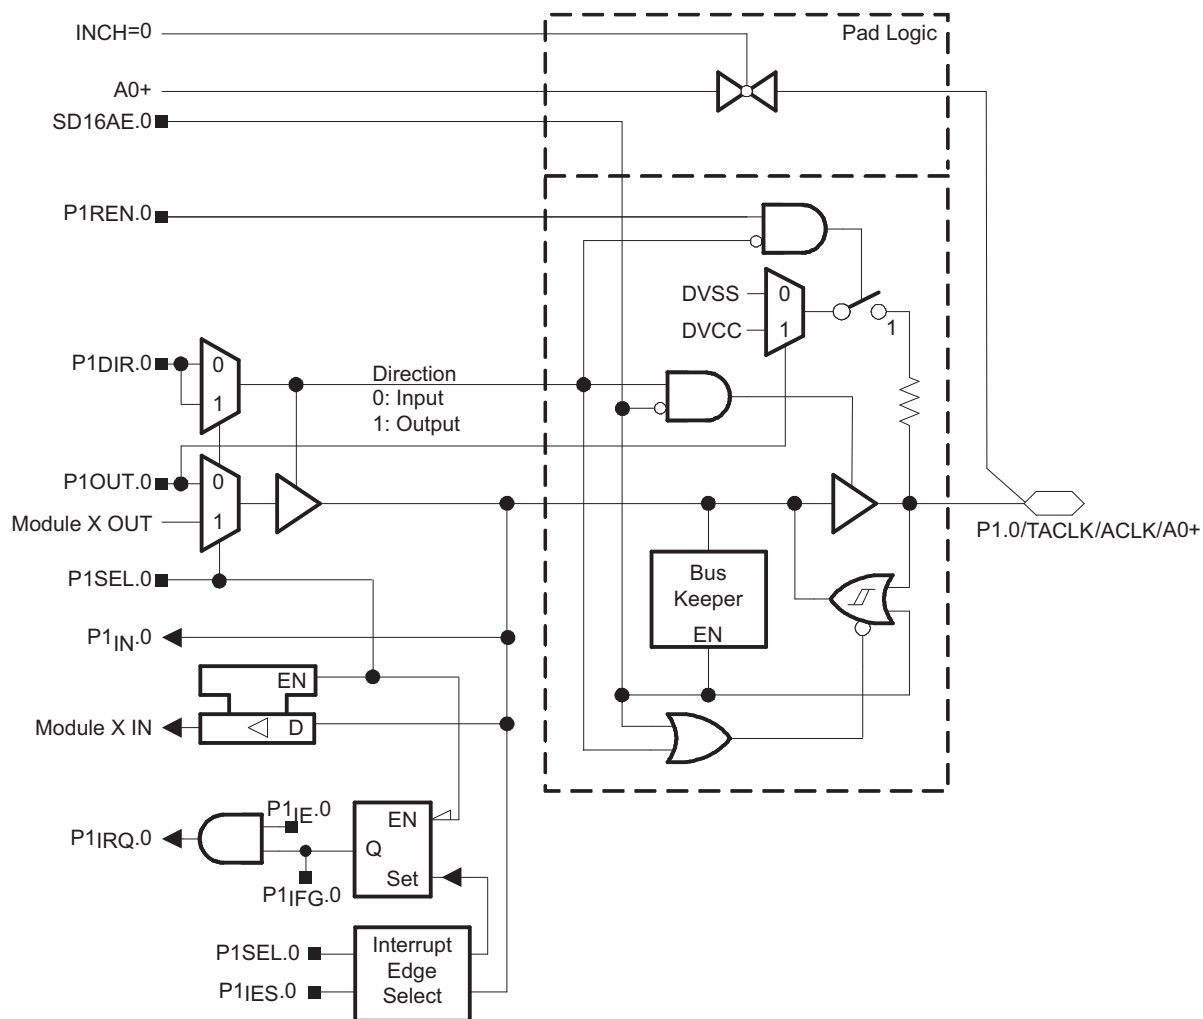 INCH=0
Pad Logic
A0+
SD16AE.0
P1REN.0
DVSS
0
DVCC
1
1
P1DIR.0
0
1
Direction
0: Input
1: Output
P1OUT.0
0
Module X OUT
1
P1.0/TACLK/ACLK/A0+
P1SEL.0
Bus
Keeper
EN
P1IN.0
EN
Module X IN
D
P1IE.0
P1IRQ.0
EN
Q
Set
P1IFG.0
P1SEL.0
P1IES.0
Interrupt
Edge
Select